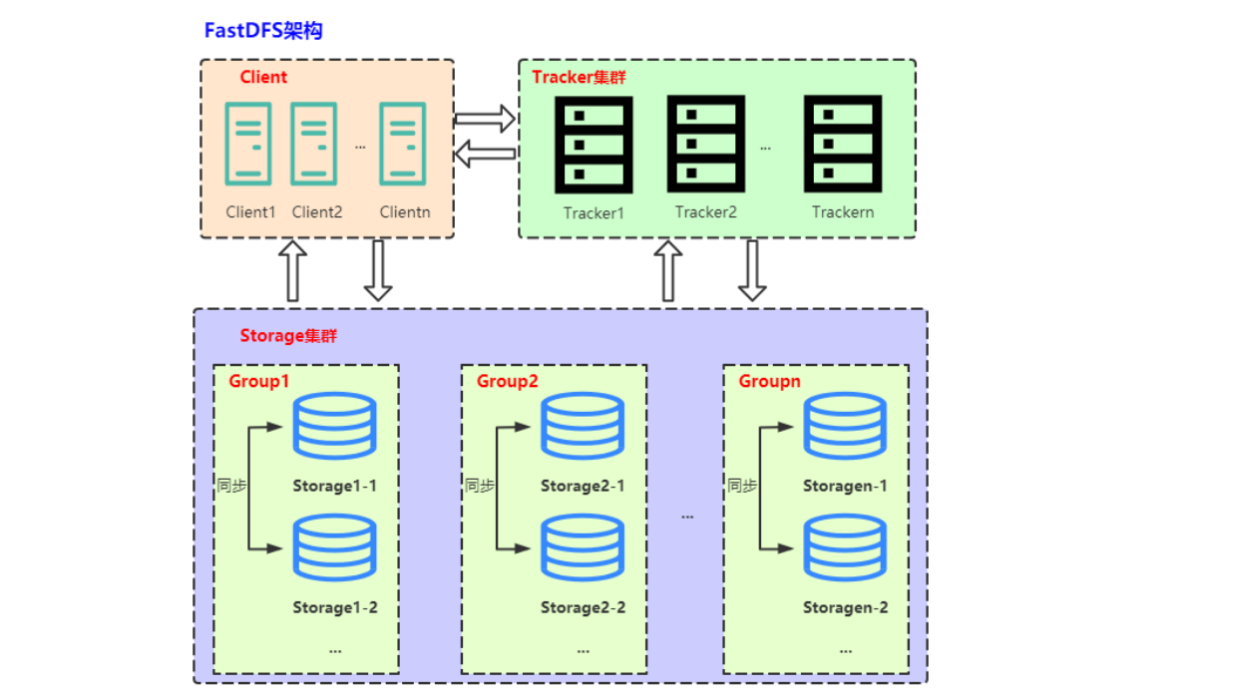 FastDFS架构
Client
Tracker集群
...
...
Client1 Client2 Clientn
Tracker1 Tracker2 Trackern
Storage集群
Group1
Group2
Groupn
同步
Storage1-1
同步
Storage2-1
同步
Storagen-1
...
Storage1-2
Storage2-2
Storagen-2
...
...
...